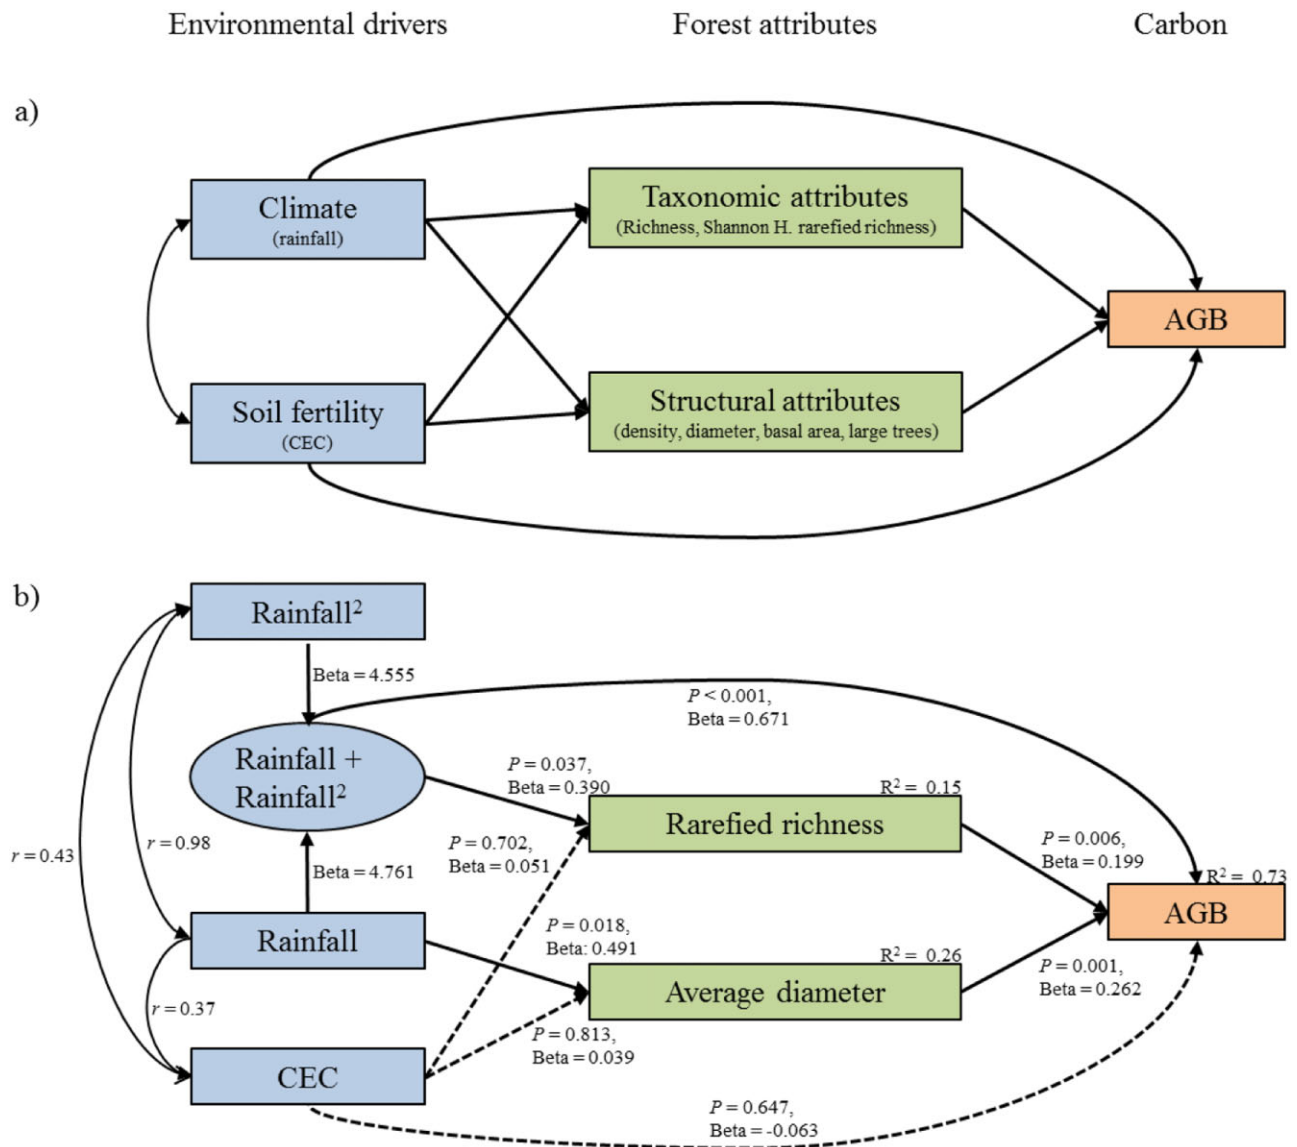 Environmental drivers
Forest attributes
Carbon
a)
Climate
(rainfall)
Taxonomic attributes
(Richness, Shannon H. rarefied richness)
AGB
Soil fertility
(CEC)
Structural attributes
(density, diameter, basal area, large trees)
b)
Rainfall²
Beta = 4.555
P < 0.001,
Beta = 0.671
Rainfall +
Rainfall²
P = 0.037,
Beta = 0.390
R² = 0.15
Rarefied richness
r = 0.43
r = 0.98
P = 0.702,
Beta = 0.051
P = 0.006,
Beta = 0.199
Beta = 4.761
R² = 0.73
AGB
Rainfall
P = 0.018,
Beta: 0.491
R² = 0.26
Average diameter
P = 0.001,
Beta = 0.262
r = 0.37
P = 0.813,
Beta = 0.039
CEC
P = 0.647,
Beta = -0.063